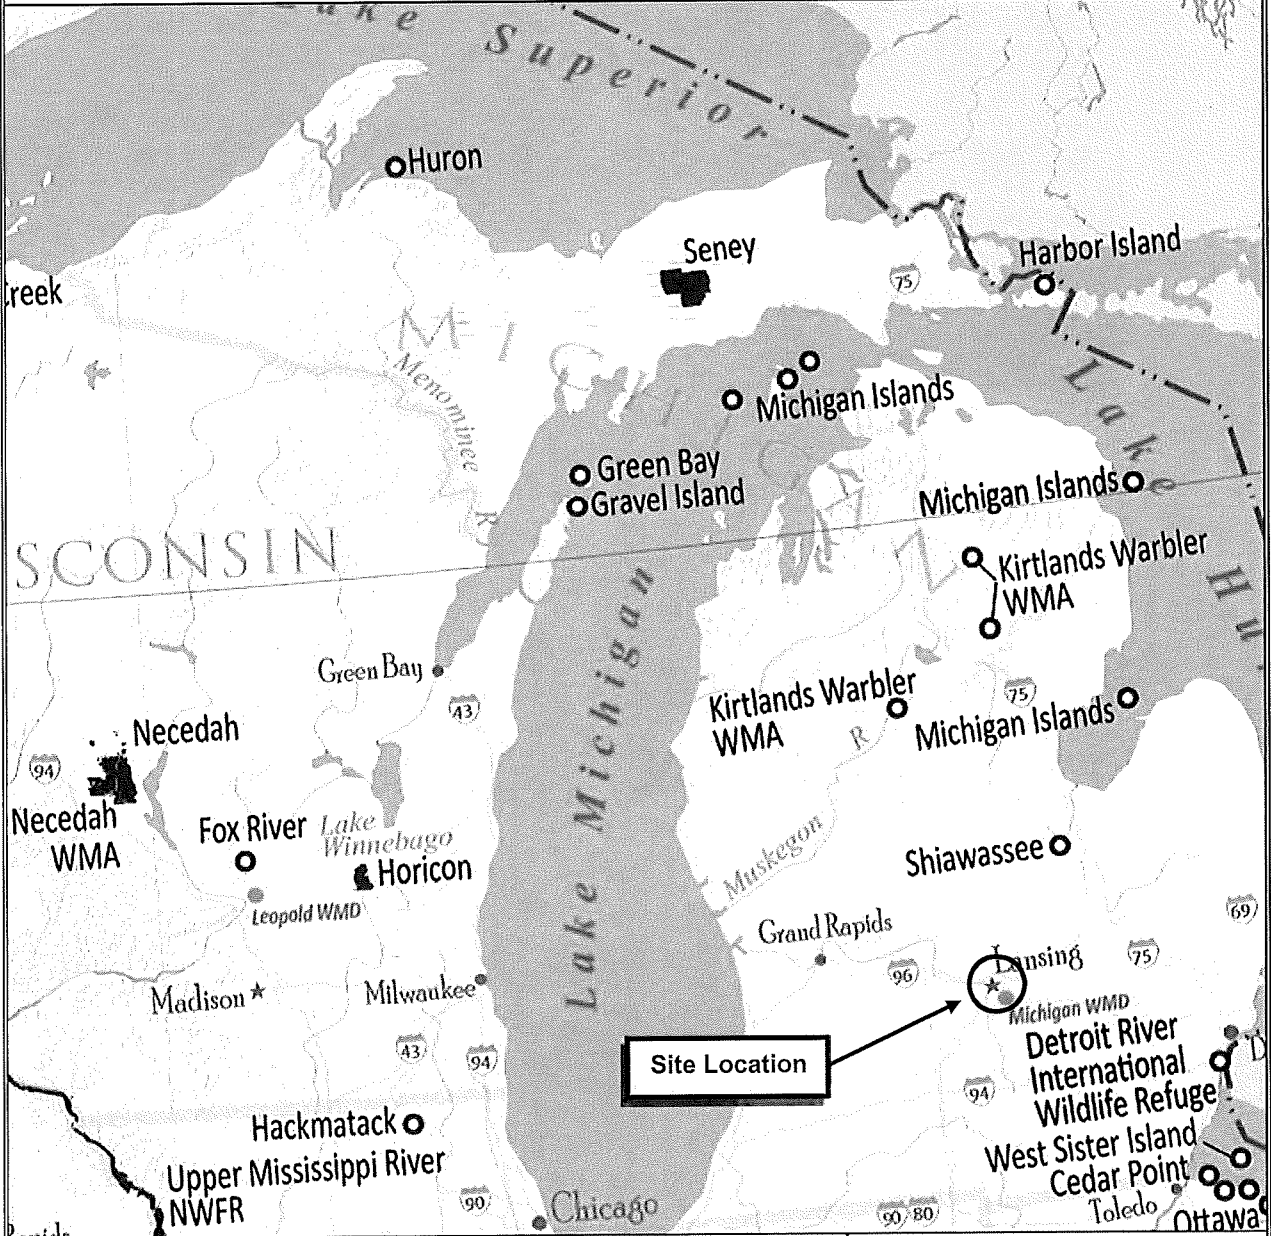 Lake Superior
Huron
Seney
75
Harbor Island
Creek
MICHIGAN
Menominee
R
Michigan Islands
Lake Hu
Green Bay
Gravel Island
Michigan Islands
SCONSIN
Kirtlands Warbler
WMA
Lake Michigan
Green Bay
43
Kirtlands Warbler
WMA
75
Michigan Islands
R
Muskegon
Necedah
94
Necedah
WMA
Fox River
Lake
Winnebago
Horicon
Leopold WMD
Shiawassee
69
Grand Rapids
96
Lansing
75
Madison
Milwaukee
Michigan WMD
Site Location
Detroit River
International
Wildlife Refuge
D
43
94
94
West Sister Island
Cedar Point
Hackmatack
Upper Mississippi River
NWFR
90
Chicago
90
80
Toledo
Ottawa